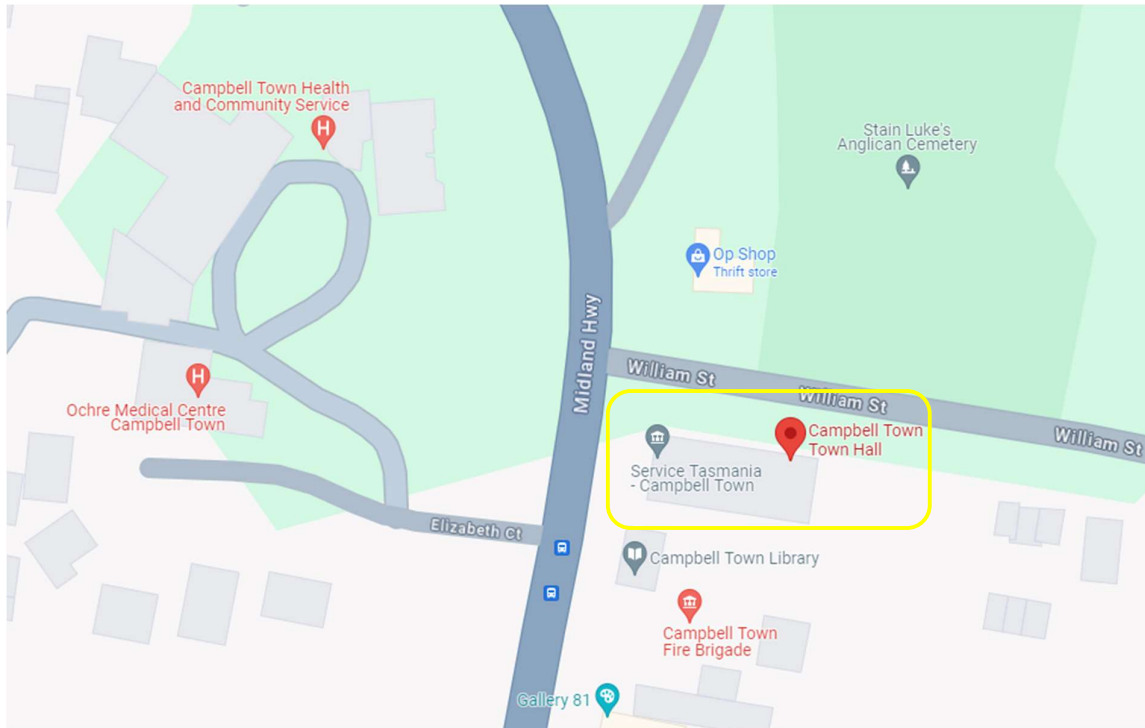 Campbell Town Health
and Community Service
H
Stain Luke's
Anglican Cemetery
Op Shop
Thrift store
Midland Hwy
William St
William St
William St
H
Ochre Medical Centre
Campbell Town
Campbell Town
Town Hall
Service Tasmania
- Campbell Town
Elizabeth Ct
Campbell Town Library
Campbell Town
Fire Brigade
Gallery 81